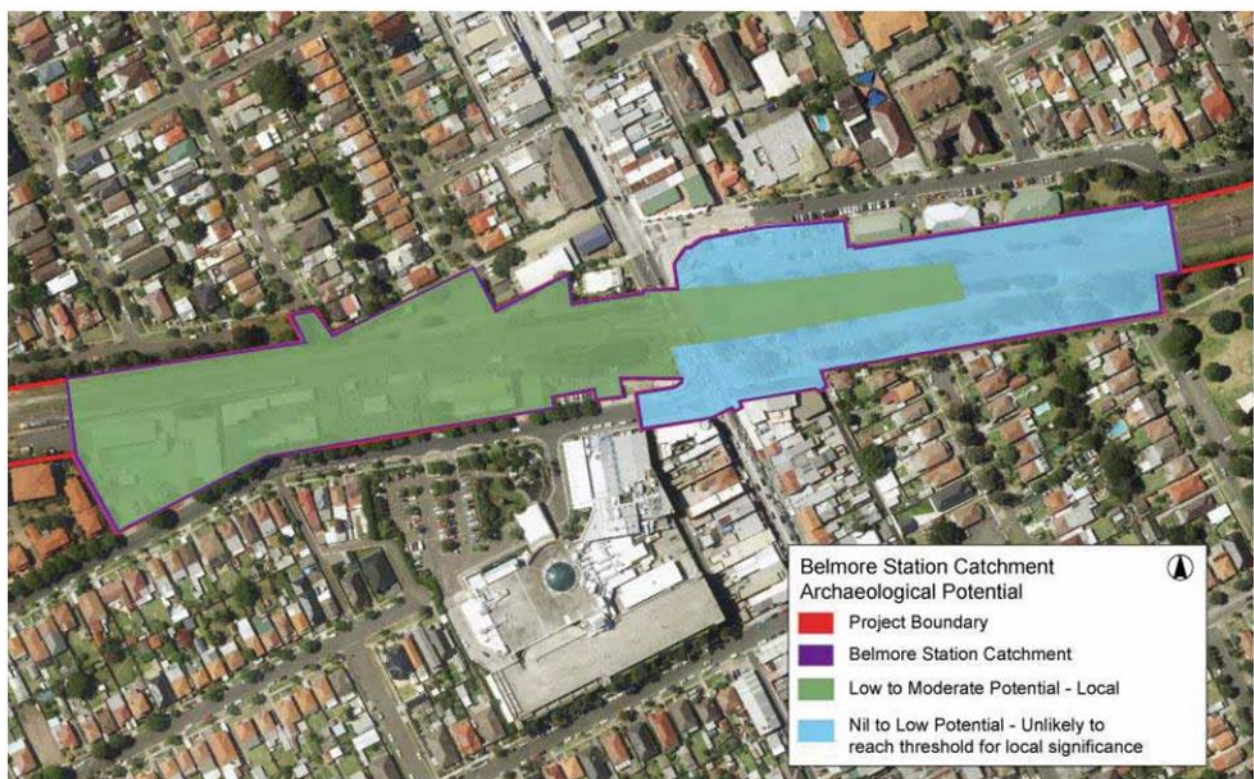 Belmore Station Catchment
Archaeological Potential
Project Boundary
Belmore Station Catchment
Low to Moderate Potential - Local
Nil to Low Potential - Unlikely to
reach threshold for local significance